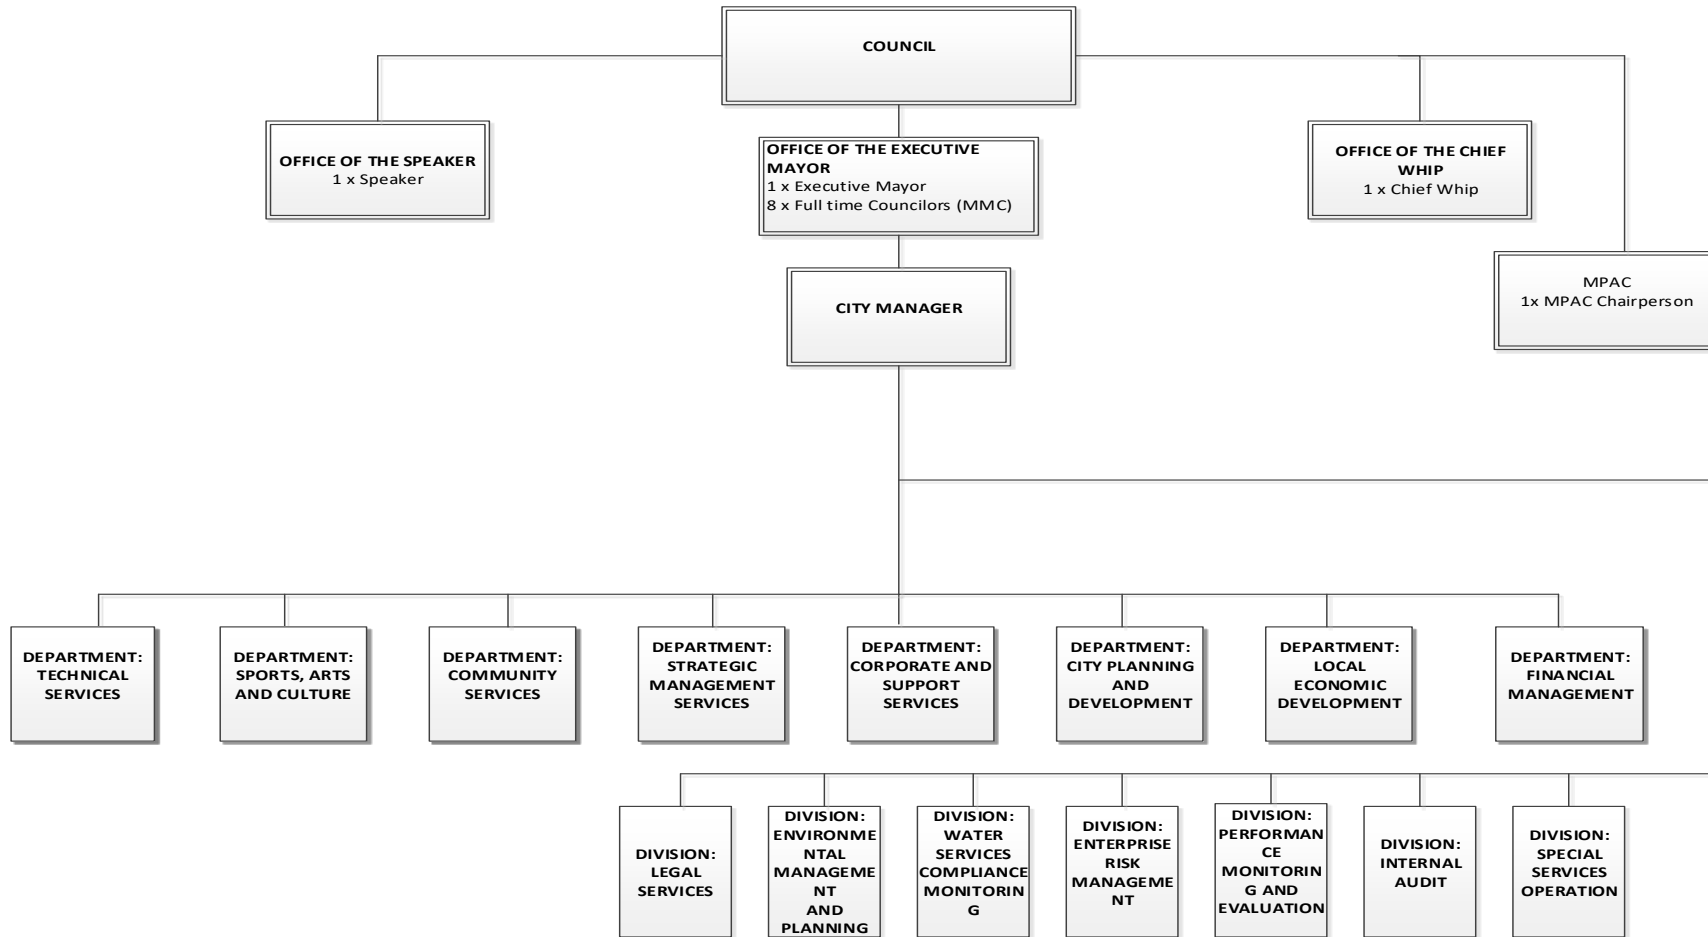 COUNCIL
OFFICE OF THE SPEAKER
1 x Speaker
OFFICE OF THE EXECUTIVE
MAYOR
1 x Executive Mayor
8 x Full time Councilors (MMC)
OFFICE OF THE CHIEF
WHIP
1 x Chief Whip
MPAC
1x MPAC Chairperson
CITY MANAGER
DEPARTMENT:
TECHNICAL
SERVICES
DEPARTMENT:
SPORTS, ARTS
AND CULTURE
DEPARTMENT:
COMMUNITY
SERVICES
DEPARTMENT:
STRATEGIC
MANAGEMENT
SERVICES
DEPARTMENT:
CORPORATE AND
SUPPORT
SERVICES
DEPARTMENT:
CITY PLANNING
AND
DEVELOPMENT
DEPARTMENT:
LOCAL
ECONOMIC
DEVELOPMENT
DEPARTMENT:
FINANCIAL
MANAGEMENT
DIVISION:
LEGAL
SERVICES
DIVISION:
ENVIRONME
NTAL
MANAGEME
NT
AND
PLANNING
DIVISION:
WATER
SERVICES
COMPLIANCE
MONITORIN
G
DIVISION:
ENTERPRISE
RISK
MANAGEME
NT
DIVISION:
PERFORMAN
CE
MONITORIN
G AND
EVALUATION
DIVISION:
INTERNAL
AUDIT
DIVISION:
SPECIAL
SERVICES
OPERATION